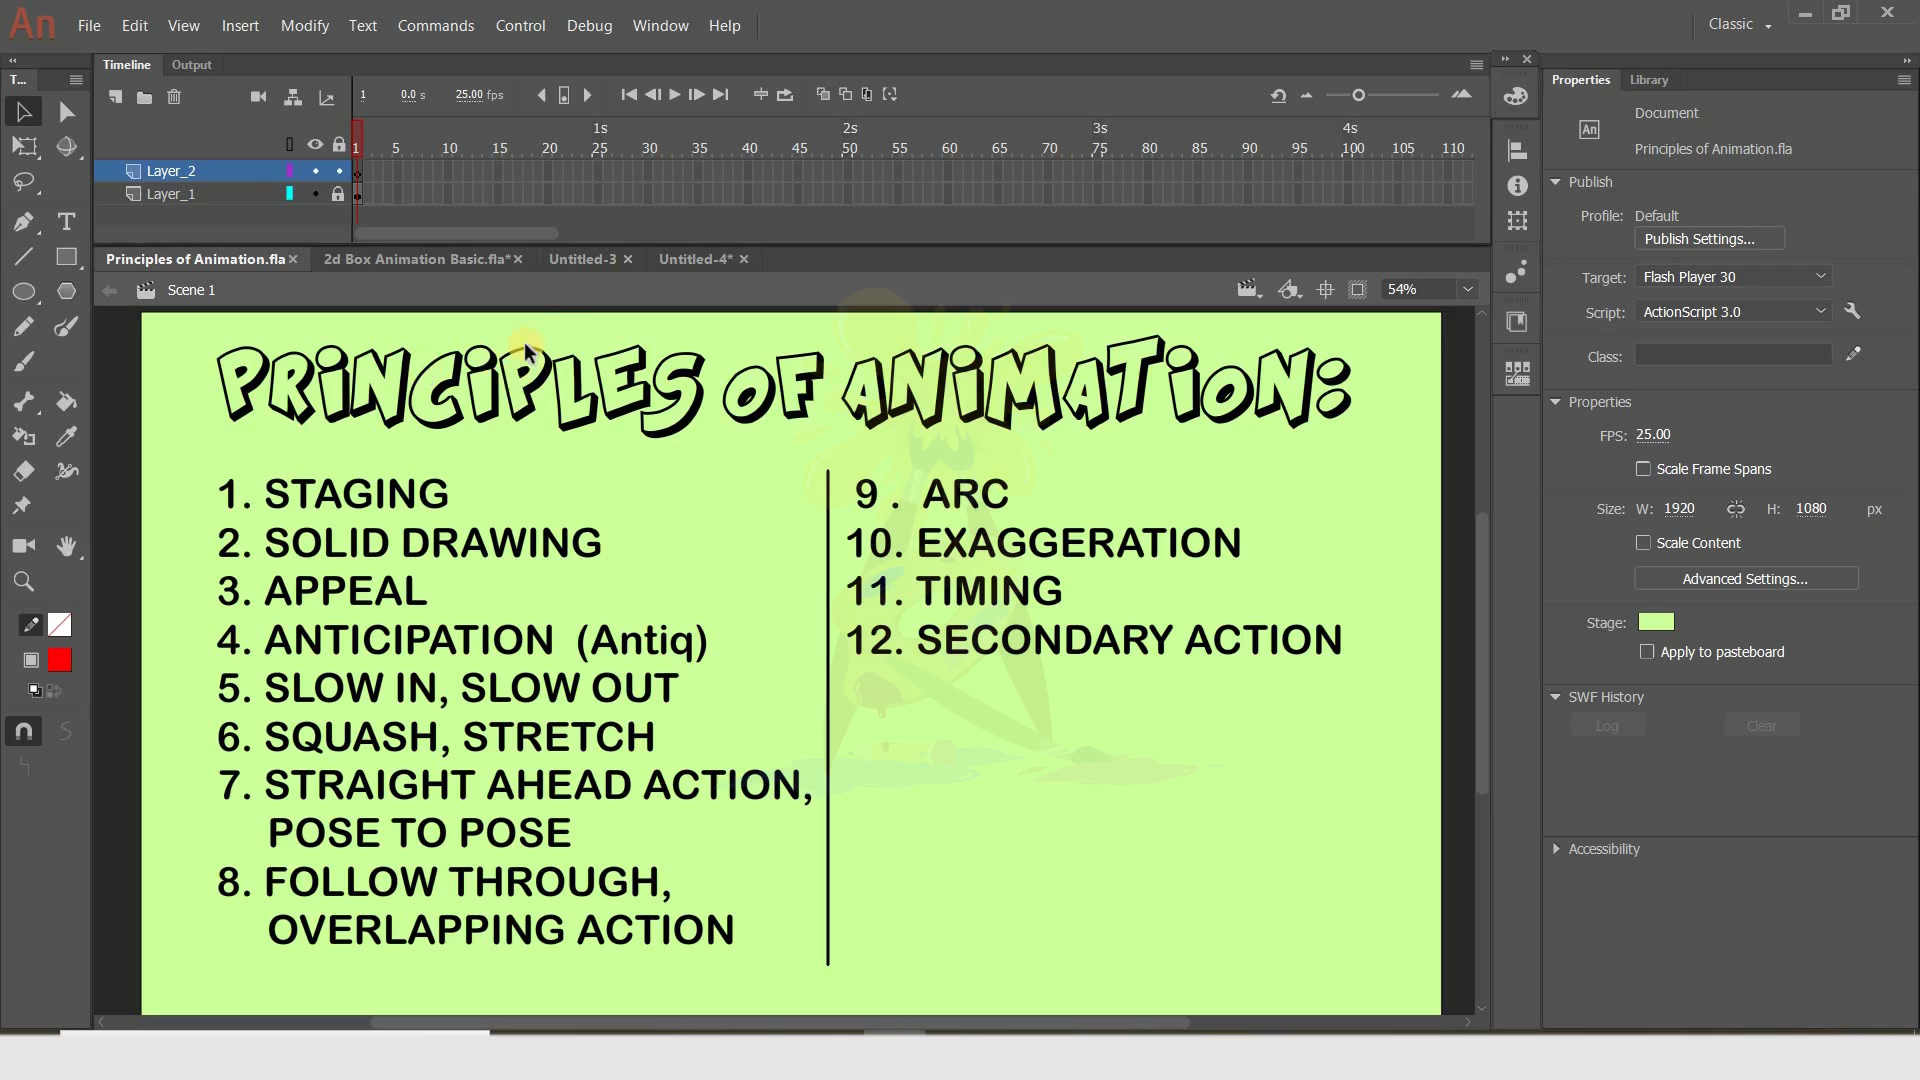 An File Edit View Insert Modify Text Commands Control Debug Window Help Classic
Timeline Output
T... Properties Library
1 0.0 s 25.00 fps
Document
An Principles of Animation.fla
1s 2s 3s 4s
1 5 10 15 20 25 30 35 40 45 50 55 60 65 70 75 80 85 90 95 100 105 110
Layer_2
Layer_1
Publish
Profile: Default
Publish Settings...
Principles of Animation.fla 2d Box Animation Basic.fla* Untitled-3 Untitled-4*
Target: Flash Player 30
Scene 1 54%
Script: ActionScript 3.0
Class:
PRINCIPLES OF ANIMATION:
1. STAGING
2. SOLID DRAWING
3. APPEAL
4. ANTICIPATION (Antiq)
5. SLOW IN, SLOW OUT
6. SQUASH, STRETCH
7. STRAIGHT AHEAD ACTION,
POSE TO POSE
8. FOLLOW THROUGH,
OVERLAPPING ACTION
9 . ARC
10. EXAGGERATION
11. TIMING
12. SECONDARY ACTION
Properties
FPS: 25.00
Scale Frame Spans
Size: W: 1920 H: 1080 px
Scale Content
Advanced Settings...
Stage:
Apply to pasteboard
SWF History
Log Clear
Accessibility